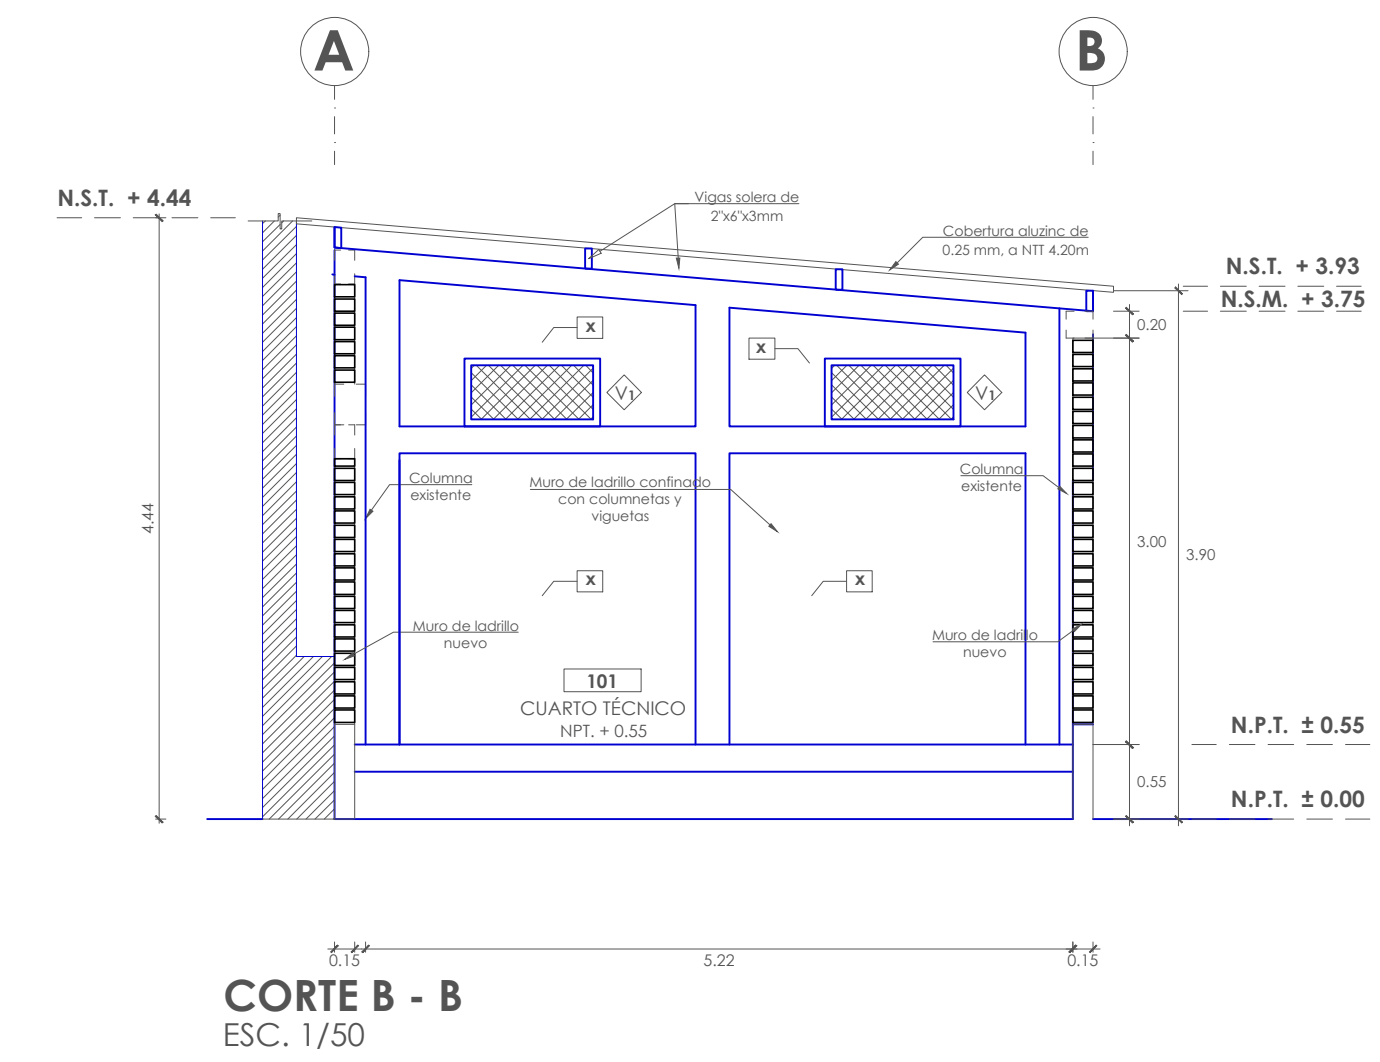 A
B
N.S.T. + 4.44
Vigas solera de
2"x6"x3mm
Cobertura aluzinc de
0.25 mm, a NTT 4.20m
N.S.T. + 3.93
N.S.M. + 3.75
0.20
X
X
V1
V1
Columna
existente
Muro de ladrillo confinado
con columnetas y
viguetas
Columna
existente
4.44
3.00
3.90
X
X
Muro de ladrillo
nuevo
Muro de ladrillo
nuevo
101
CUARTO TÉCNICO
NPT. + 0.55
N.P.T. ± 0.55
0.55
N.P.T. ± 0.00
0.15
5.22
0.15
CORTE B - B
ESC. 1/50